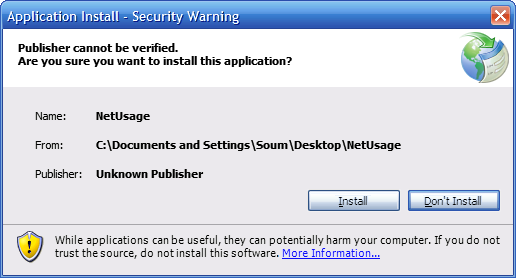 Application Install - Security Warning
Publisher cannot be verified.
Are you sure you want to install this application?
Name: NetUsage
From: C:\Documents and Settings\Soum\Desktop\NetUsage
Publisher: Unknown Publisher
Install Don't Install
While applications can be useful, they can potentially harm your computer. If you do not
trust the source, do not install this software. More Information...